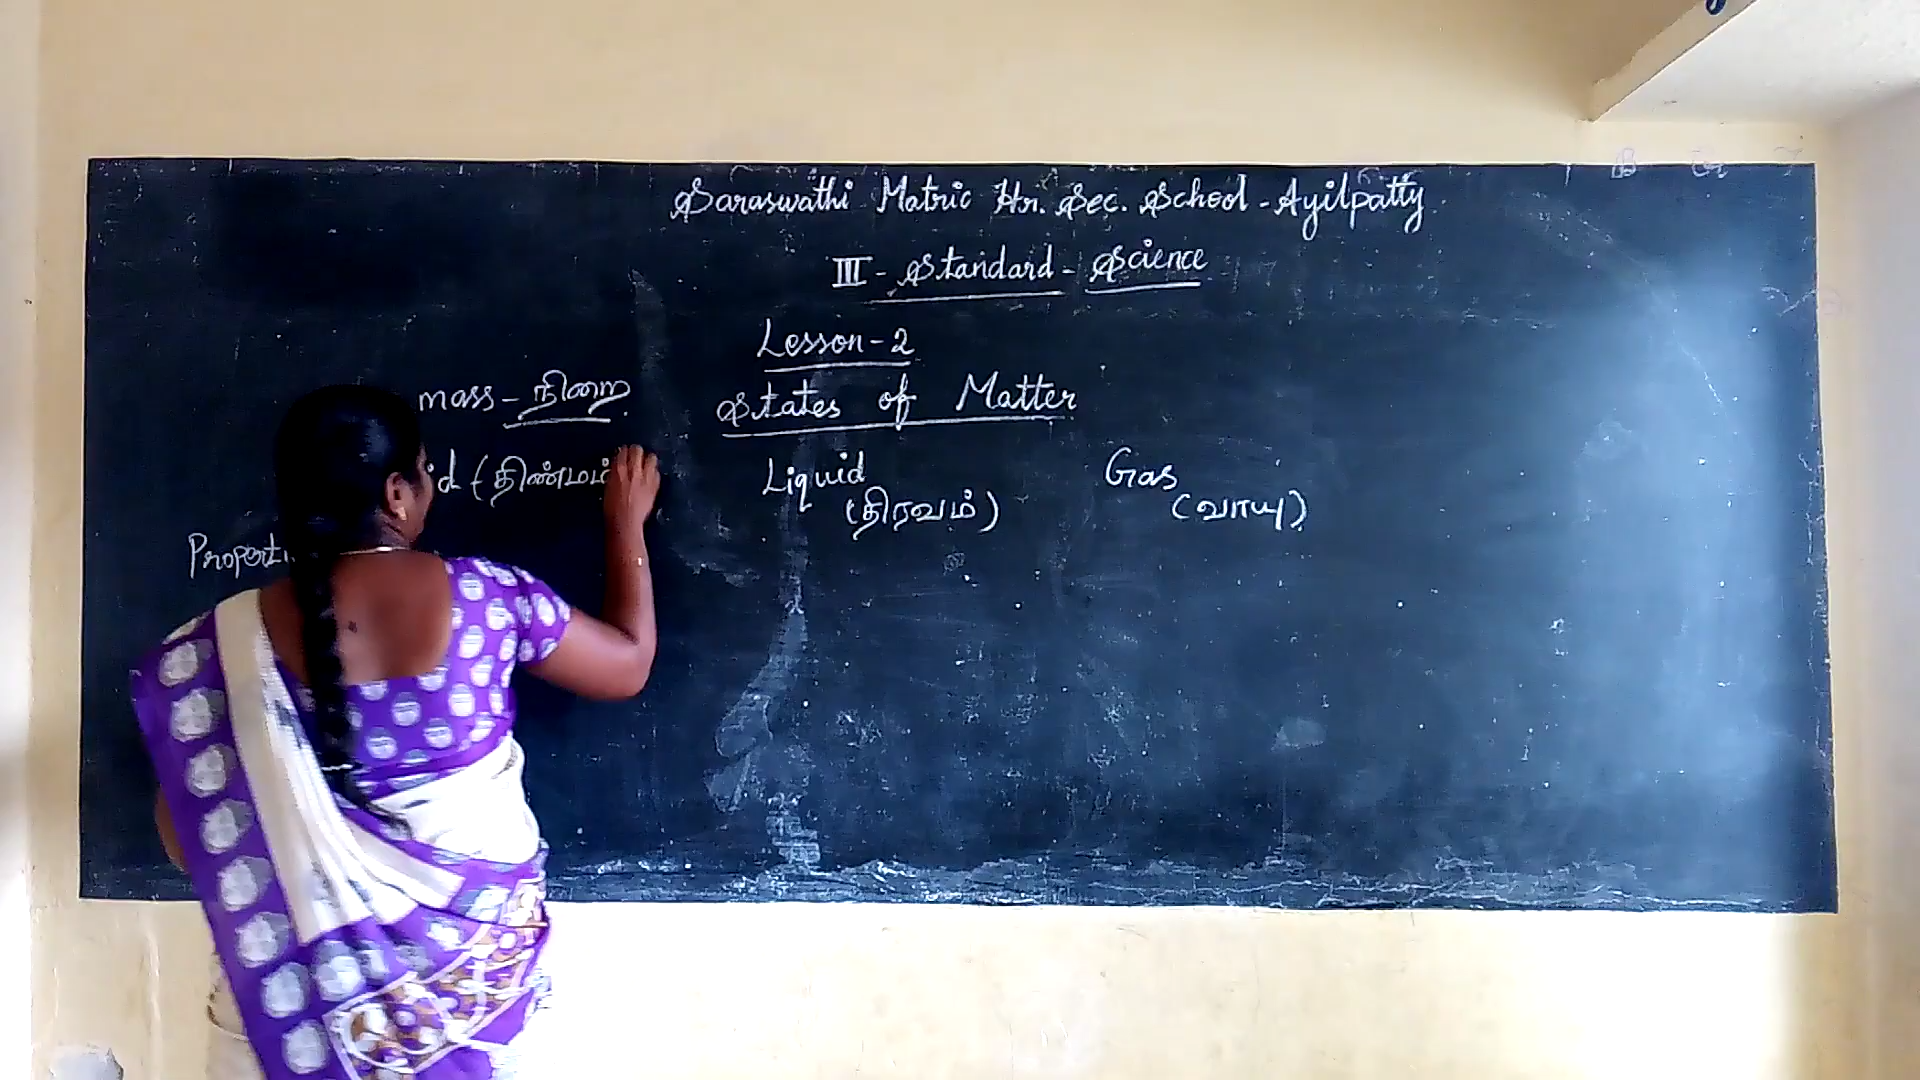 Saraswathi Matric Hr. Sec. School - Ayilpatty
III - Standard - Science
Lesson - 2
mass - நிறை
States of Matter
(திண்மம்
Liquid
(திரவம்)
Gas
(வாயு)